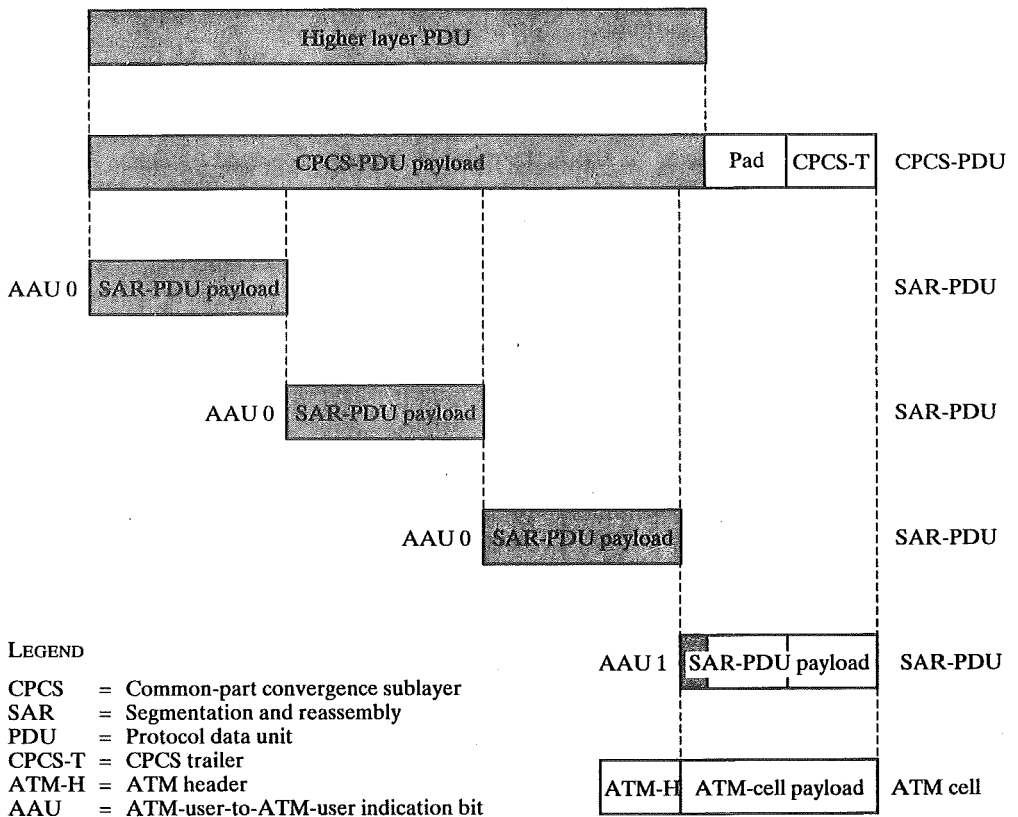 Higher layer PDU
CPCS-PDU payload Pad CPCS-T CPCS-PDU
AAU 0 SAR-PDU payload SAR-PDU
AAU 0 SAR-PDU payload SAR-PDU
AAU 0 SAR-PDU payload SAR-PDU
AAU 1 SAR-PDU payload SAR-PDU
ATM-H ATM-cell payload ATM cell
LEGEND
CPCS = Common-part convergence sublayer
SAR = Segmentation and reassembly
PDU = Protocol data unit
CPCS-T = CPCS trailer
ATM-H = ATM header
AAU = ATM-user-to-ATM-user indication bit